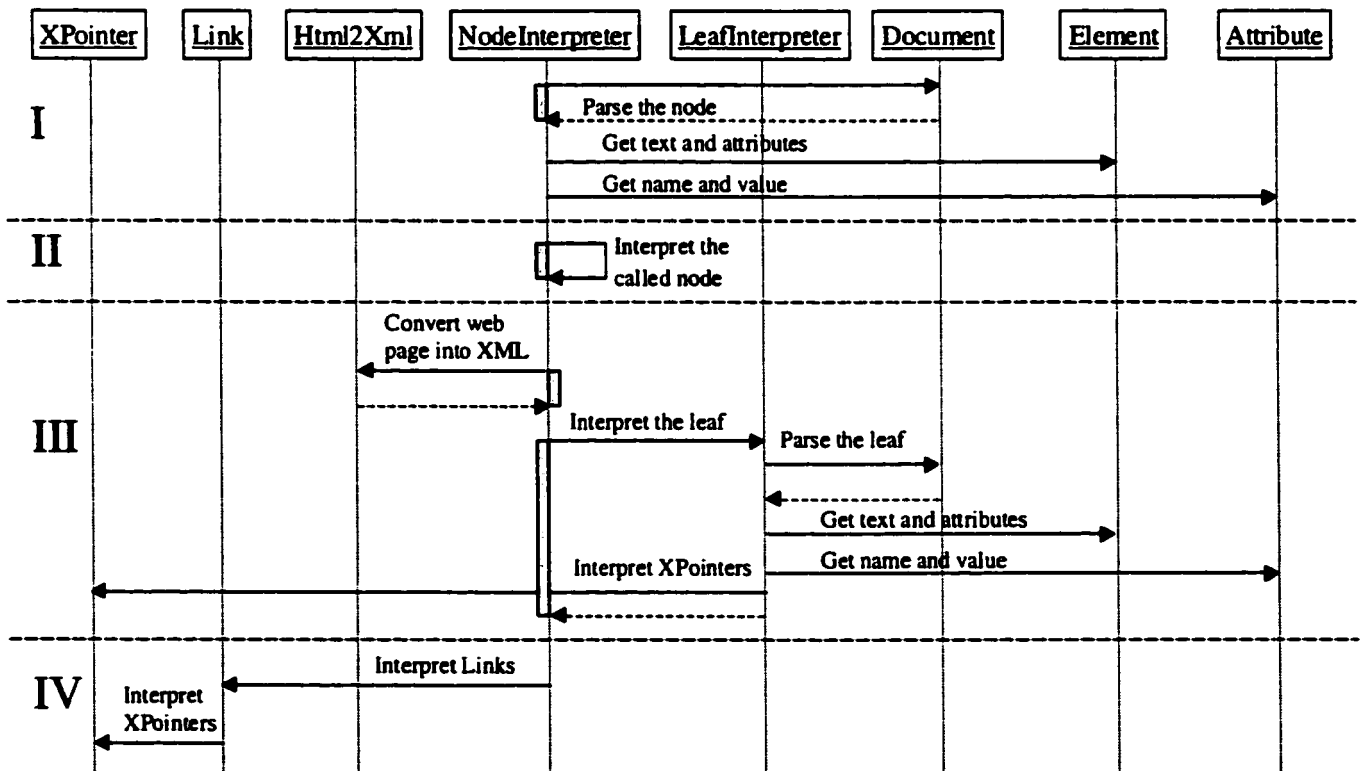 XPointer
Link
Html2Xml
NodeInterpreter
LeafInterpreter
Document
Element
Attribute
I
Parse the node
Get text and attributes
Get name and value
II
Interpret the
called node
III
Convert web
page into XML
Interpret the leaf
Parse the leaf
Get text and attributes
Interpret XPointers
Get name and value
IV
Interpret Links
Interpret
XPointers